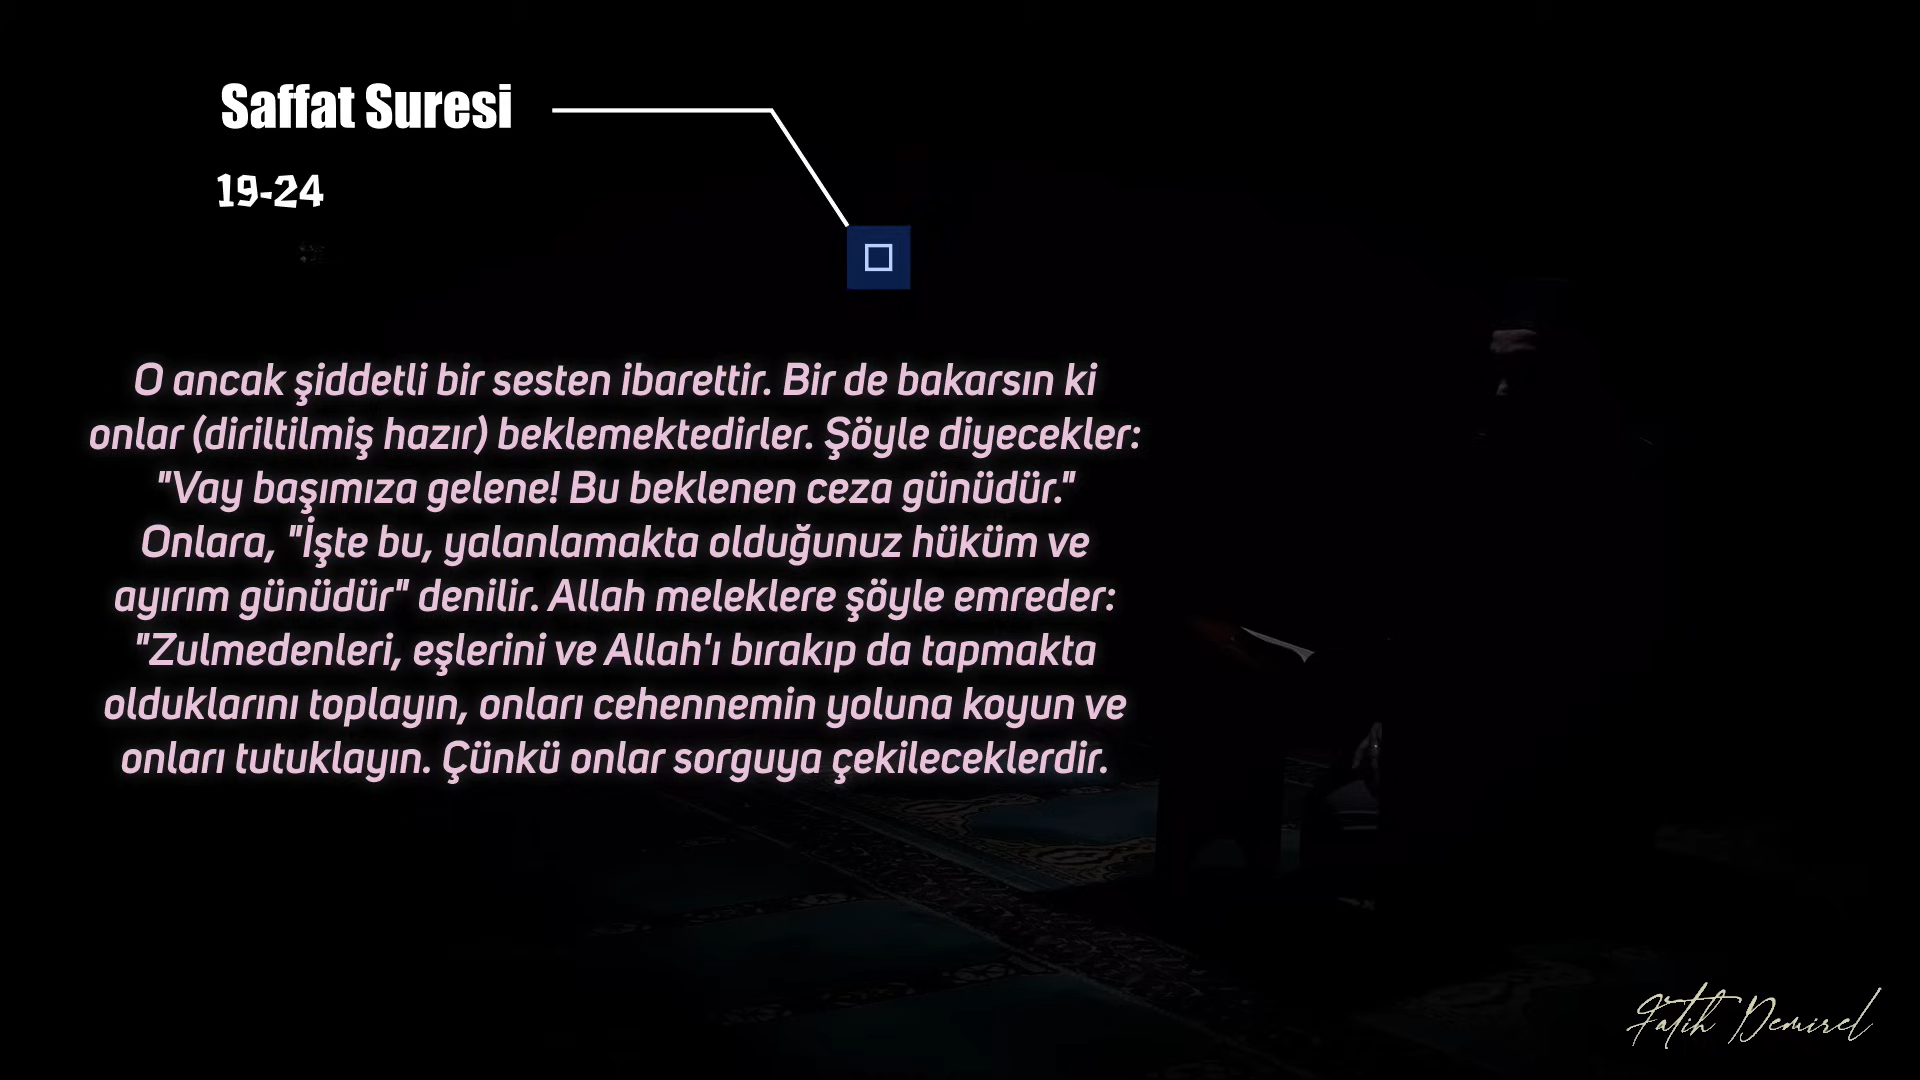 Saffat Suresi
19-24
O ancak şiddetli bir sesten ibarettir. Bir de bakarsın ki
onlar (diriltilmiş hazır) beklemektedirler. Şöyle diyecekler:
"Vay başımıza gelene! Bu beklenen ceza günüdür."
Onlara, "İşte bu, yalanlamakta olduğunuz hüküm ve
ayırım günüdür" denilir. Allah meleklere şöyle emreder:
"Zulmedenleri, eşlerini ve Allah'ı bırakıp da tapmakta
olduklarını toplayın, onları cehennemin yoluna koyun ve
onları tutuklayın. Çünkü onlar sorguya çekileceklerdir.
Fatih Demirel